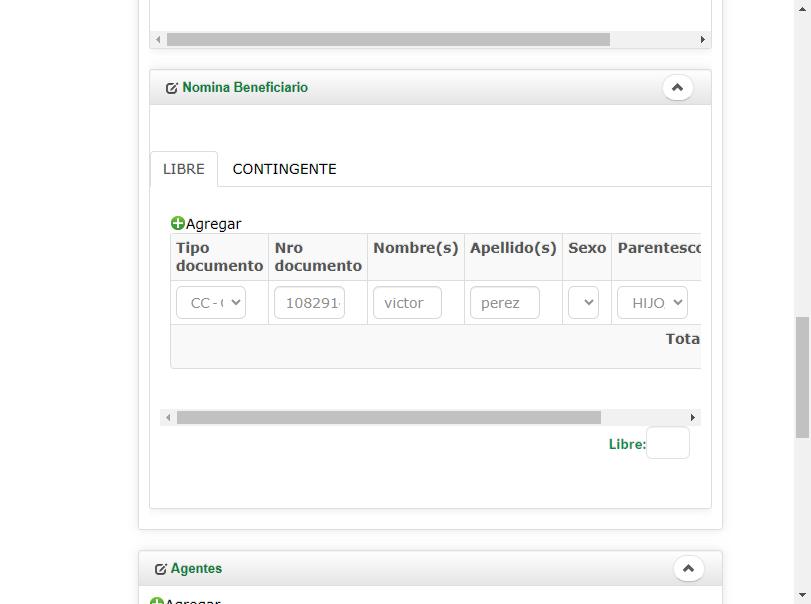 Nomina Beneficiario
LIBRE CONTINGENTE
Agregar
Tipo documento Nro documento Nombre(s) Apellido(s) Sexo Parentesco
CC - 108291 victor perez HIJO
Tota
Libre:
Agentes
Agregar